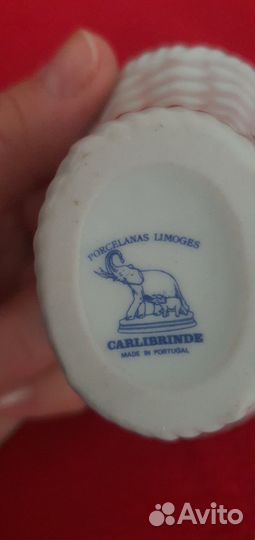 PORCELANAS LIMOGES
CARLIBRINDE
MADE IN PORTUGAL
Avito